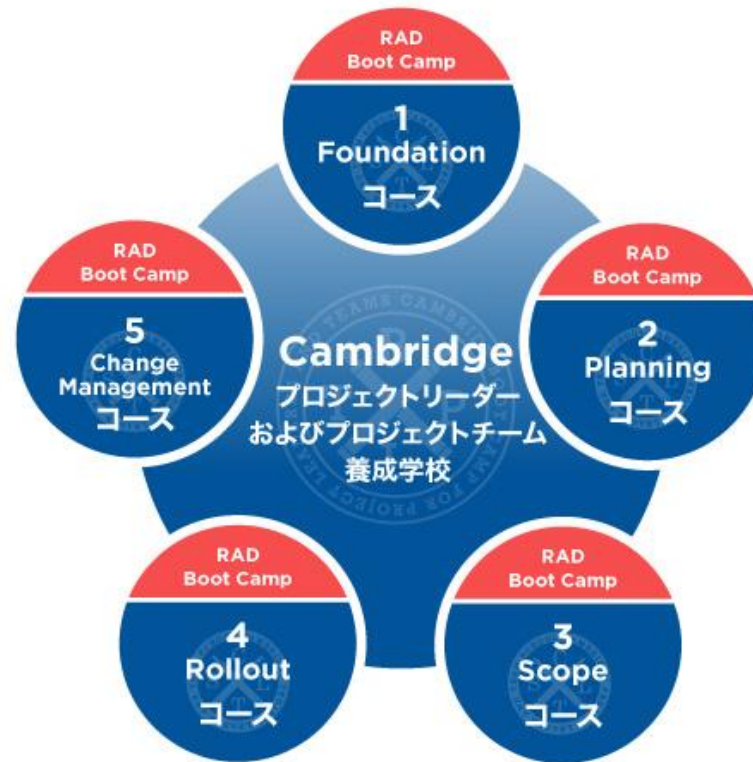 RAD
Boot Camp
1
Foundation
コース
RAD
Boot Camp
2
Planning
コース
RAD
Boot Camp
3
Scope
コース
RAD
Boot Camp
4
Rollout
コース
RAD
Boot Camp
5
Change
Management
コース
Cambridge
プロジェクトリーダー
およびプロジェクトチーム
養成学校